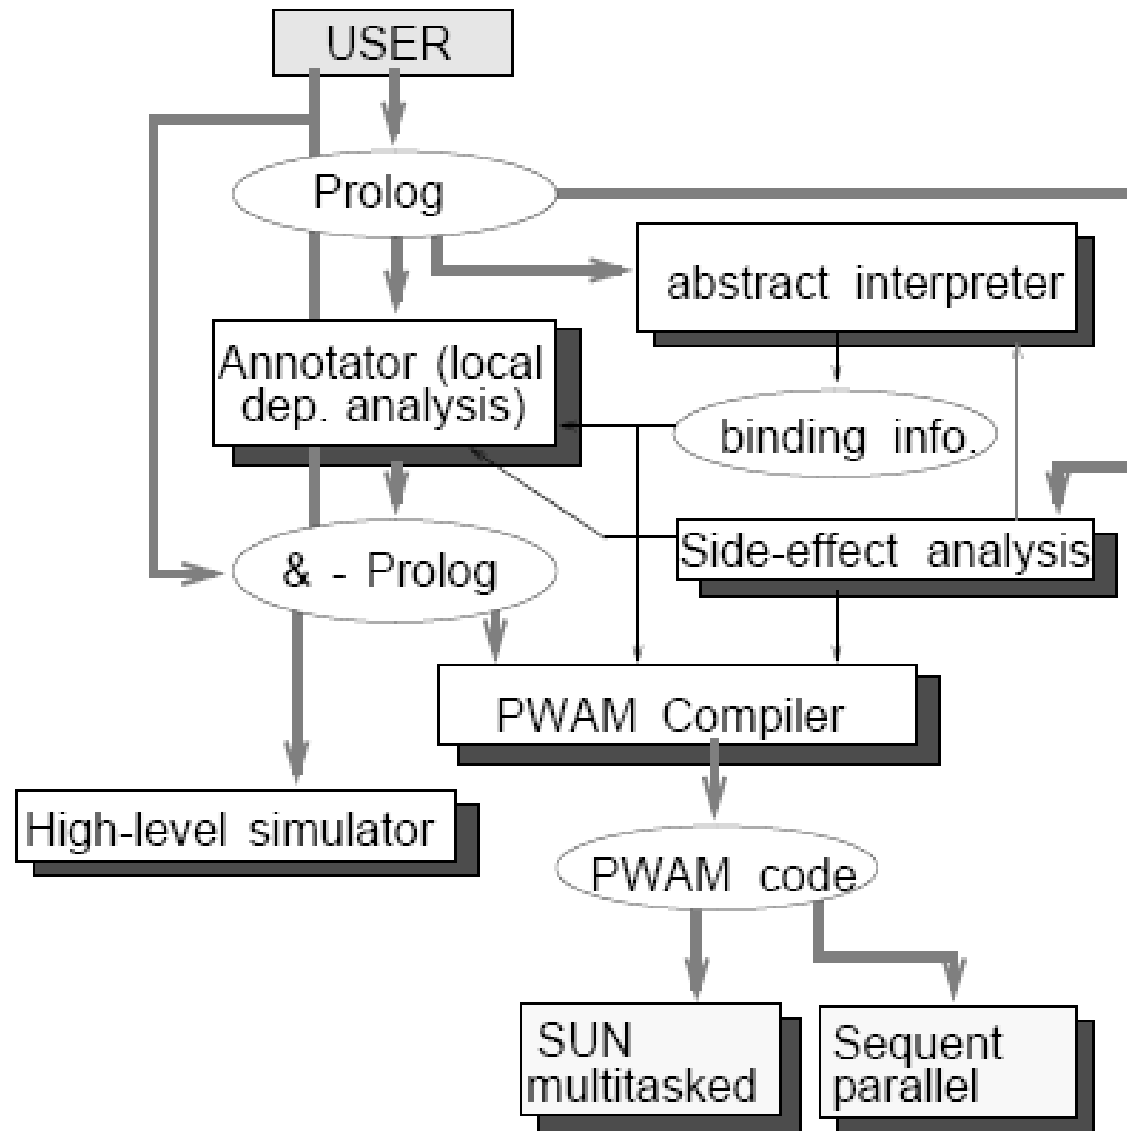 USER
Prolog
abstract interpreter
Annotator (local
dep. analysis)
binding info.
Side-effect analysis
& - Prolog
PWAM Compiler
High-level simulator
PWAM code
SUN
multitasked
Sequent
parallel